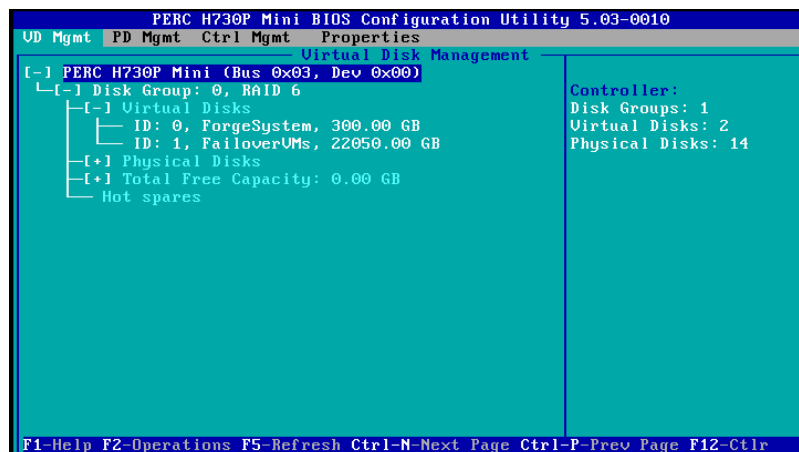 PERC H730P Mini BIOS Configuration Utility 5.03-0010
VD Mgmt PD Mgmt Ctrl Mgmt Properties
Virtual Disk Management
[-] PERC H730P Mini (Bus 0x03, Dev 0x00)
[-] Disk Group: 0, RAID 6
[-] Virtual Disks
ID: 0, ForgeSystem, 300.00 GB
ID: 1, FailoverVMs, 22050.00 GB
[+] Physical Disks
[+] Total Free Capacity: 0.00 GB
Hot spares
Controller:
Disk Groups: 1
Virtual Disks: 2
Physical Disks: 14
F1-Help F2-Operations F5-Refresh Ctrl-N-Next Page Ctrl-P-Prev Page F12-Ctlr